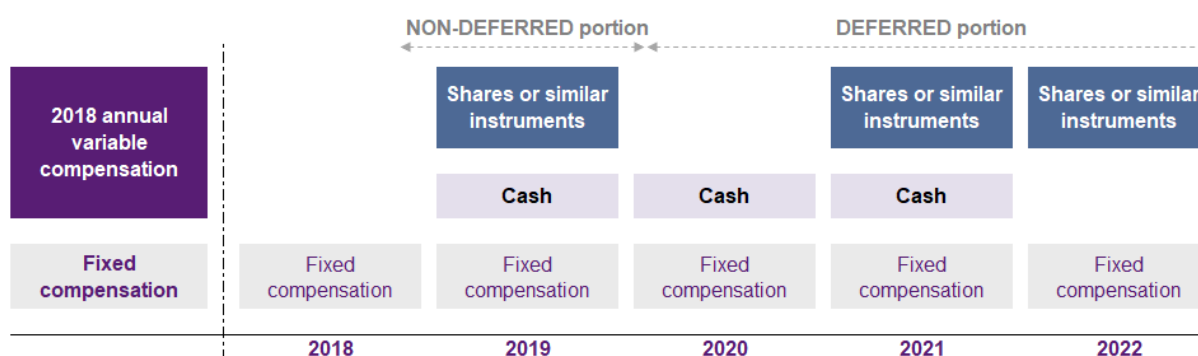 NON-DEFERRED portion
DEFERRED portion
2018 annual
variable
compensation
Shares or similar
instruments
Shares or similar
instruments
Shares or similar
instruments
Cash
Cash
Cash
Fixed
compensation
Fixed
compensation
Fixed
compensation
Fixed
compensation
Fixed
compensation
Fixed
compensation
2018
2019
2020
2021
2022